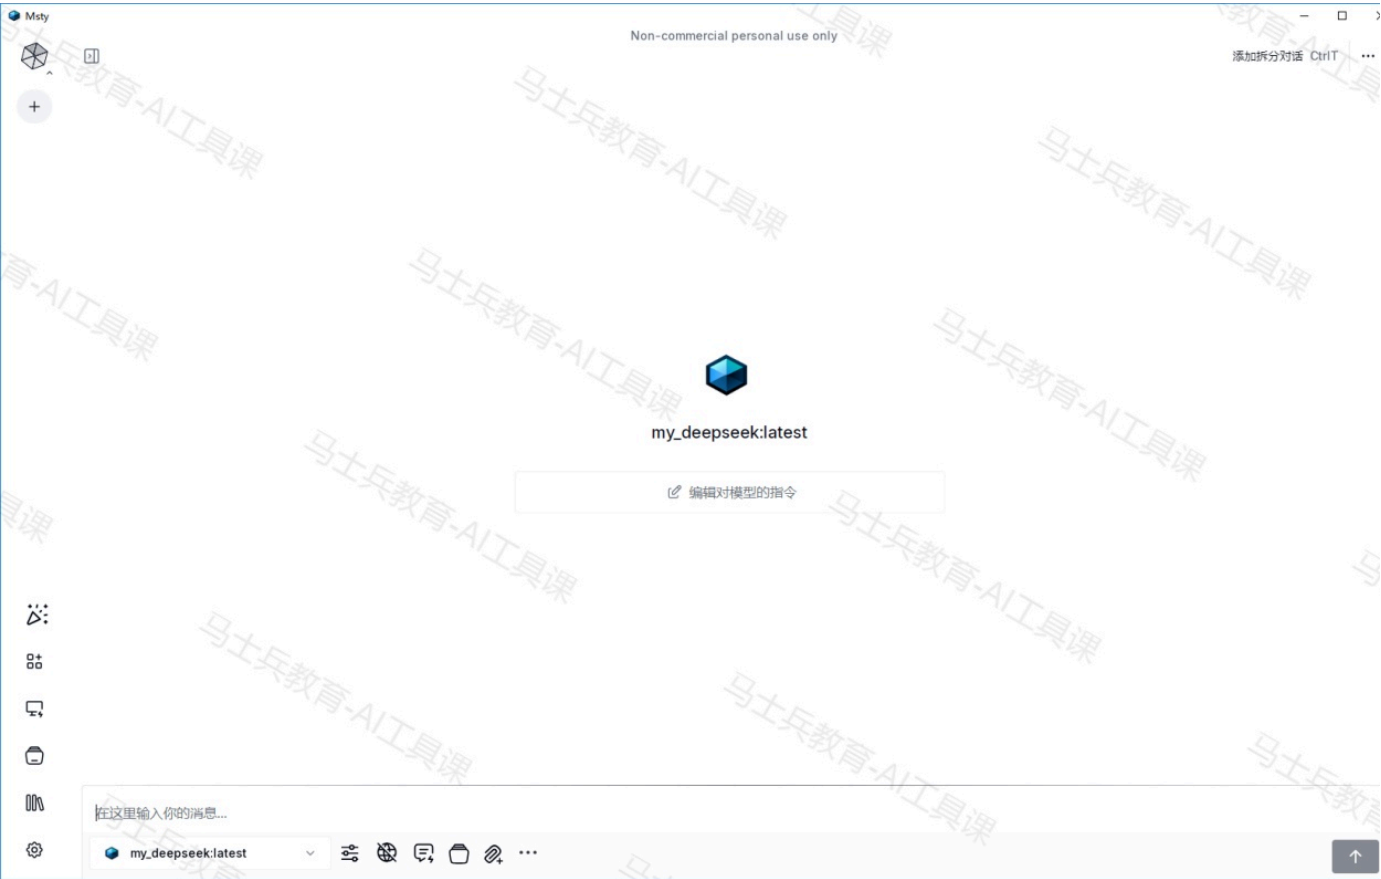 Msty
Non-commercial personal use only
添加拆分对话 CtrlT
my_deepseek:latest
编辑对模型的指令
在这里输入你的消息...
my_deepseek:latest
马士兵教育-AI工具课
马士兵教育-AI工具课
马士兵教育-AI工具课
马士兵教育-AI工具课
马士兵教育-AI工具课
马士兵教育-AI工具课
马士兵教育-AI工具课
马士兵教育-AI工具课
马士兵教育-AI工具课